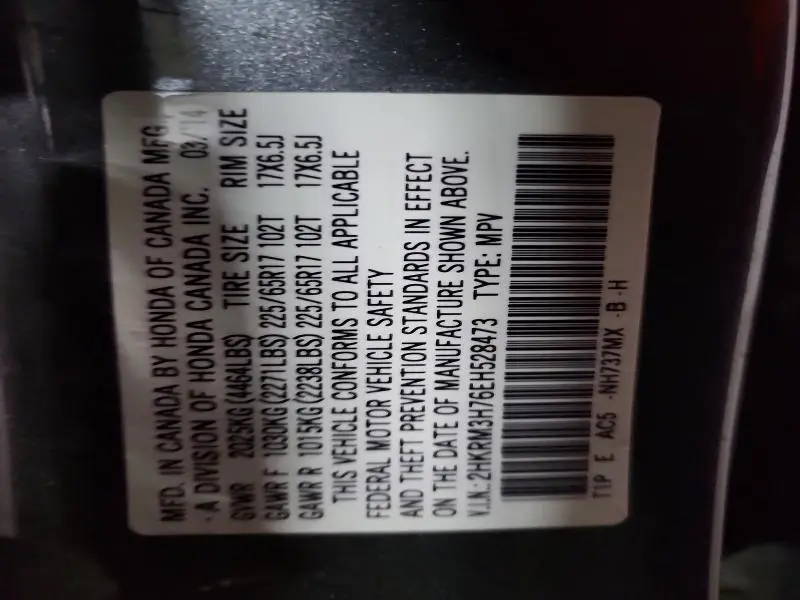 MFD. IN CANADA BY HONDA OF CANADA MFG.
A DIVISION OF HONDA CANADA INC. 03/'14
GVWR 2025KG(4464LBS) TIRE SIZE RIM SIZE
GAWR F 1030KG(2271LBS) 225/65R17 102T 17X6.5J
GAWR R 1015KG(2238LBS) 225/65R17 102T 17X6.5J
THIS VEHICLE CONFORMS TO ALL APPLICABLE
FEDERAL MOTOR VEHICLE SAFETY
AND THEFT PREVENTION STANDARDS IN EFFECT
ON THE DATE OF MANUFACTURE SHOWN ABOVE.
V.I.N.:2HKRM3H76EH528473 TYPE: MPV
T1P E AC5 -NH737MX -B -H